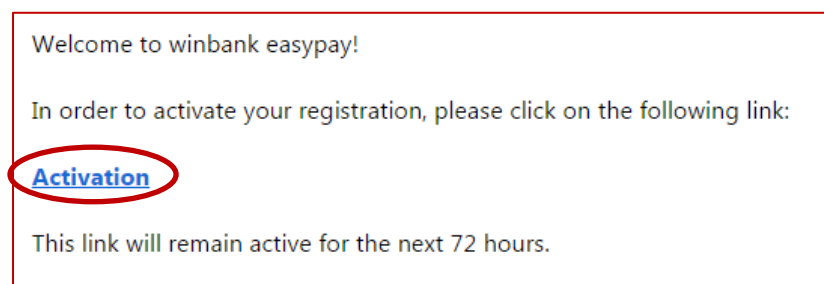 Welcome to winbank easypay!
In order to activate your registration, please click on the following link:
Activation
This link will remain active for the next 72 hours.